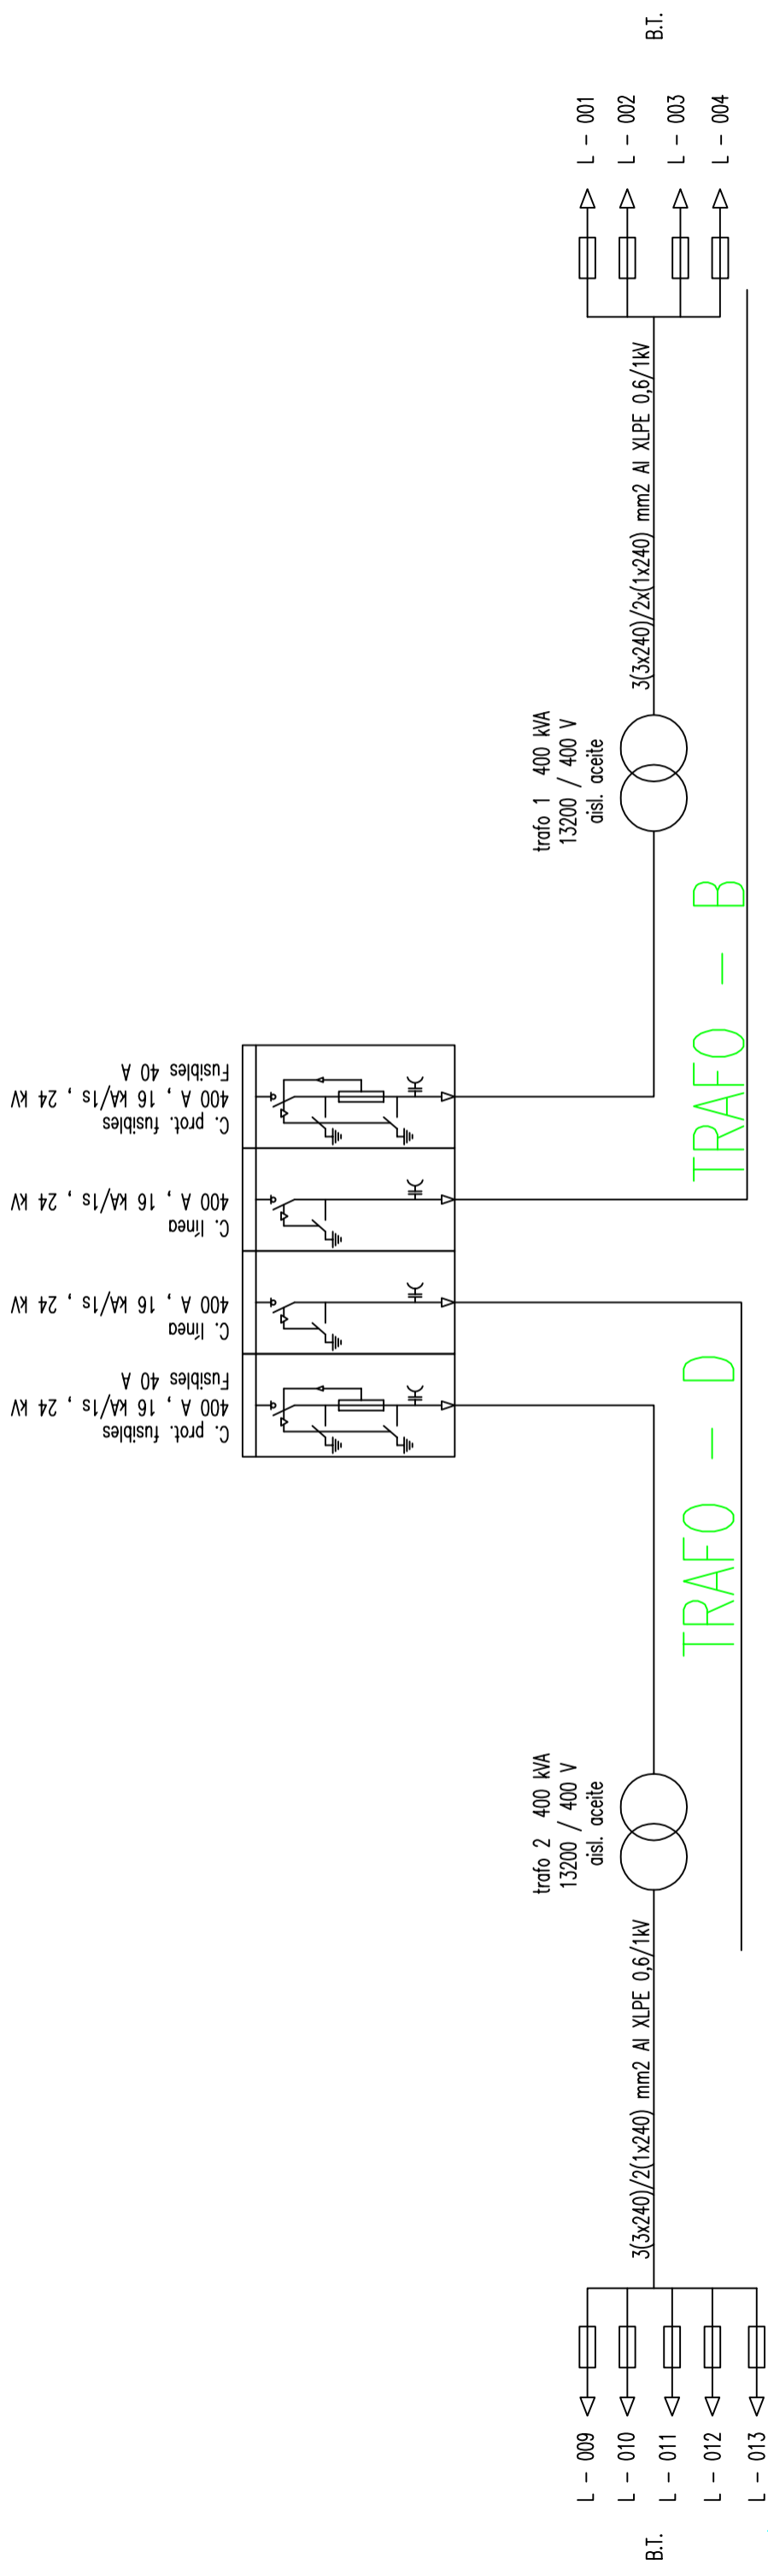 B.T.
L - 001
L - 002
L - 003
L - 004
3(3x240)/2x(1x240) mm2 Al XLPE 0,6/1kV
trafo 1 400 kVA
13200 / 400 V
aisl. aceite
TRAFO - B
C. prot. fusibles
400 A , 16 kA/1s , 24 kV
Fusibles 40 A
C. línea
400 A , 16 kA/1s , 24 kV
C. línea
400 A , 16 kA/1s , 24 kV
C. prot. fusibles
400 A , 16 kA/1s , 24 kV
Fusibles 40 A
TRAFO - D
trafo 2 400 kVA
13200 / 400 V
aisl. aceite
3(3x240)/2(1x240) mm2 Al XLPE 0,6/1kV
L - 009
L - 010
L - 011
L - 012
L - 013
B.T.